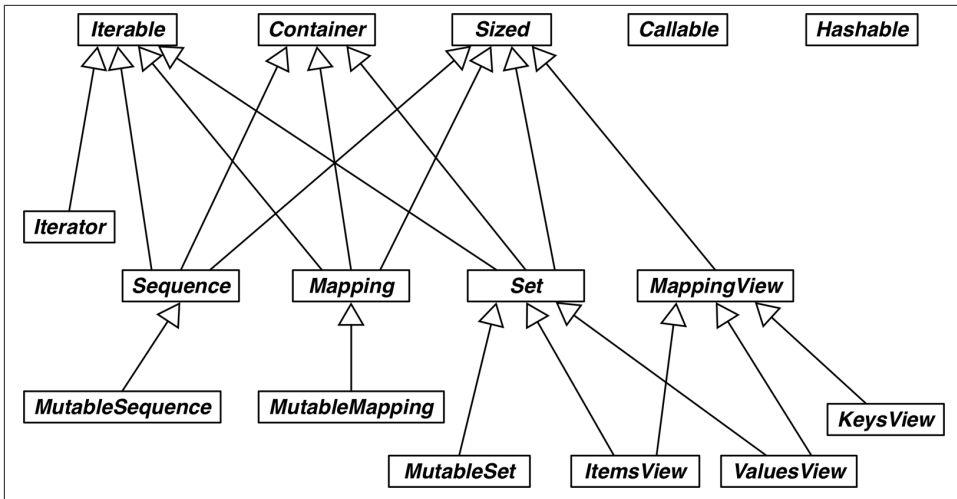 Iterable
Container
Sized
Callable
Hashable
Iterator
Sequence
Mapping
Set
MappingView
MutableSequence
MutableMapping
KeysView
MutableSet
ItemsView
ValuesView